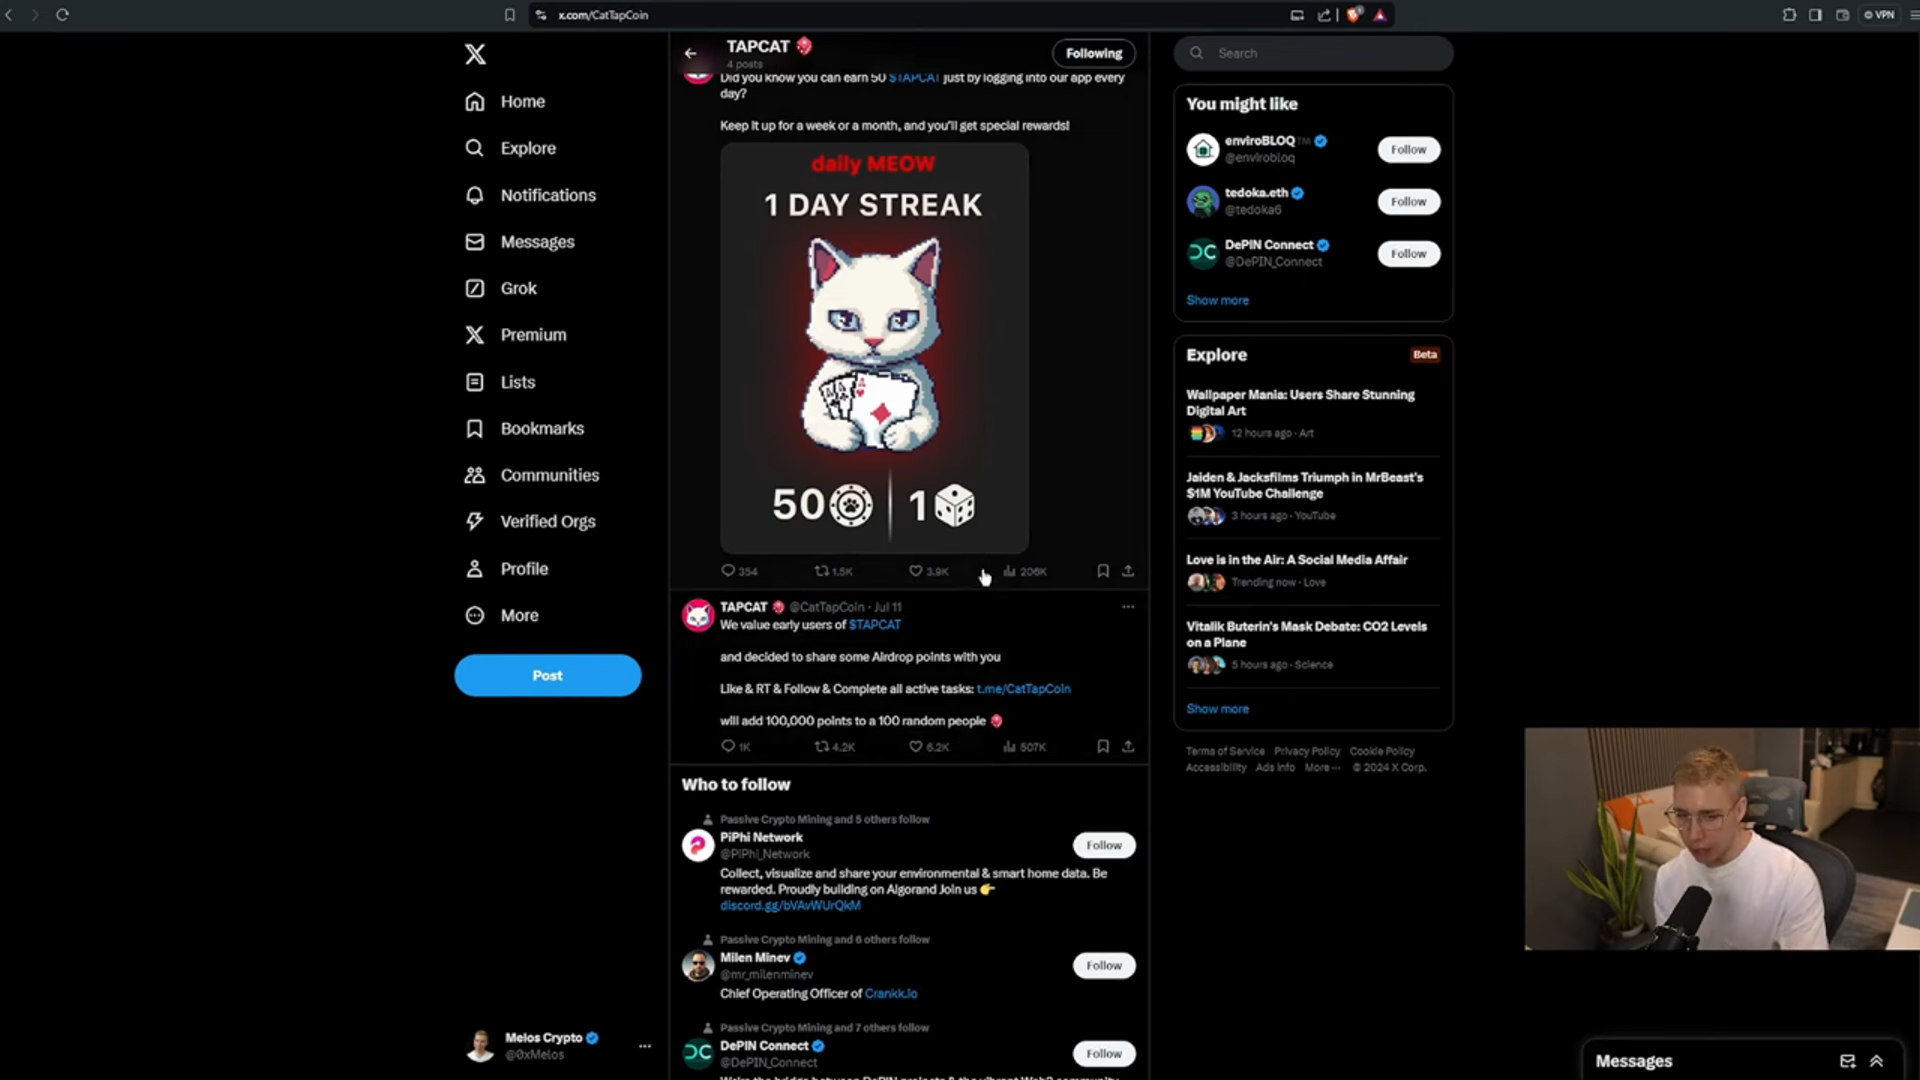 x.com/CatTapCoin
VPN
TAPCAT
4 posts
Following
Search
Home
Explore
Notifications
Messages
Grok
Premium
Lists
Bookmarks
Communities
Verified Orgs
Profile
More
Post
Melos Crypto
@0xMelos
Did you know you can earn 50 $TAPCAT just by logging into our app every
day?
Keep it up for a week or a month, and you'll get special rewards!
daily MEOW
1 DAY STREAK
50 1
354 1.5K 3.9K 206K
TAPCAT @CatTapCoin · Jul 11
We value early users of $TAPCAT
and decided to share some Airdrop points with you
Like & RT & Follow & Complete all active tasks: t.me/CatTapCoin
will add 100,000 points to a 100 random people
1K 4.2K 6.2K 507K
Who to follow
Passive Crypto Mining and 5 others follow
PiPhi Network
@PiPhi_Network
Follow
Collect, visualize and share your environmental & smart home data. Be
rewarded. Proudly building on Algorand Join us
discord.gg/bVAvWUrQkM
Passive Crypto Mining and 6 others follow
Milen Minev
@mr_milenminev
Follow
Chief Operating Officer of Crankk.io
Passive Crypto Mining and 7 others follow
DePIN Connect
@DePIN_Connect
Follow
You might like
enviroBLOQ™
@envirobloq
Follow
tedoka.eth
@tedoka6
Follow
DePIN Connect
@DePIN_Connect
Follow
Show more
Explore
Beta
Wallpaper Mania: Users Share Stunning
Digital Art
12 hours ago · Art
Jaiden & Jacksfilms Triumph in MrBeast's
$1M YouTube Challenge
3 hours ago · YouTube
Love is in the Air: A Social Media Affair
Trending now · Love
Vitalik Buterin's Mask Debate: CO2 Levels
on a Plane
5 hours ago · Science
Show more
Terms of Service Privacy Policy Cookie Policy
Accessibility Ads info More ··· © 2024 X Corp.
Messages